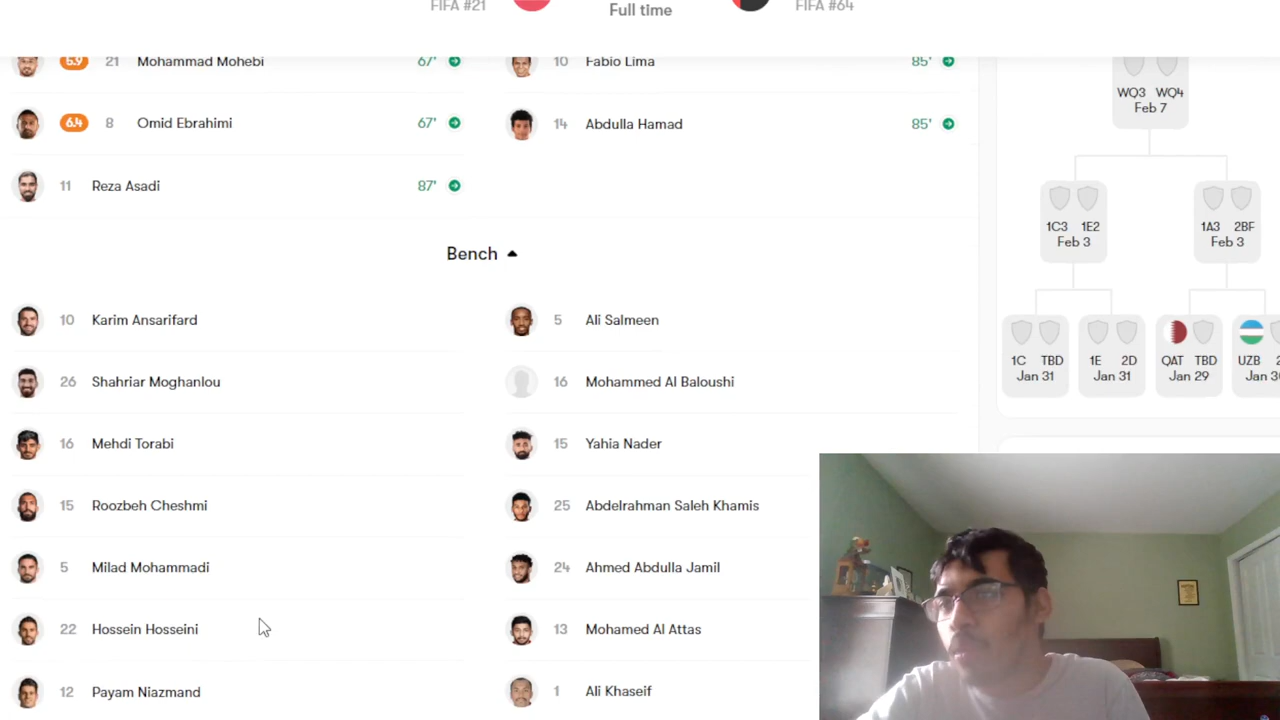 FIFA #21 Full time FIFA #64
5.9 21 Mohammad Mohebi 67'
6.4 8 Omid Ebrahimi 67'
11 Reza Asadi 87'
10 Fabio Lima 85'
14 Abdulla Hamad 85'
Bench
10 Karim Ansarifard
26 Shahriar Moghanlou
16 Mehdi Torabi
15 Roozbeh Cheshmi
5 Milad Mohammadi
22 Hossein Hosseini
12 Payam Niazmand
5 Ali Salmeen
16 Mohammed Al Baloushi
15 Yahia Nader
25 Abdelrahman Saleh Khamis
24 Ahmed Abdulla Jamil
13 Mohamed Al Attas
1 Ali Khaseif
WQ3 WQ4
Feb 7
1C3 1E2
Feb 3
1A3 2BF
Feb 3
1C TBD
Jan 31
1E 2D
Jan 31
QAT TBD
Jan 29
UZB 2
Jan 30